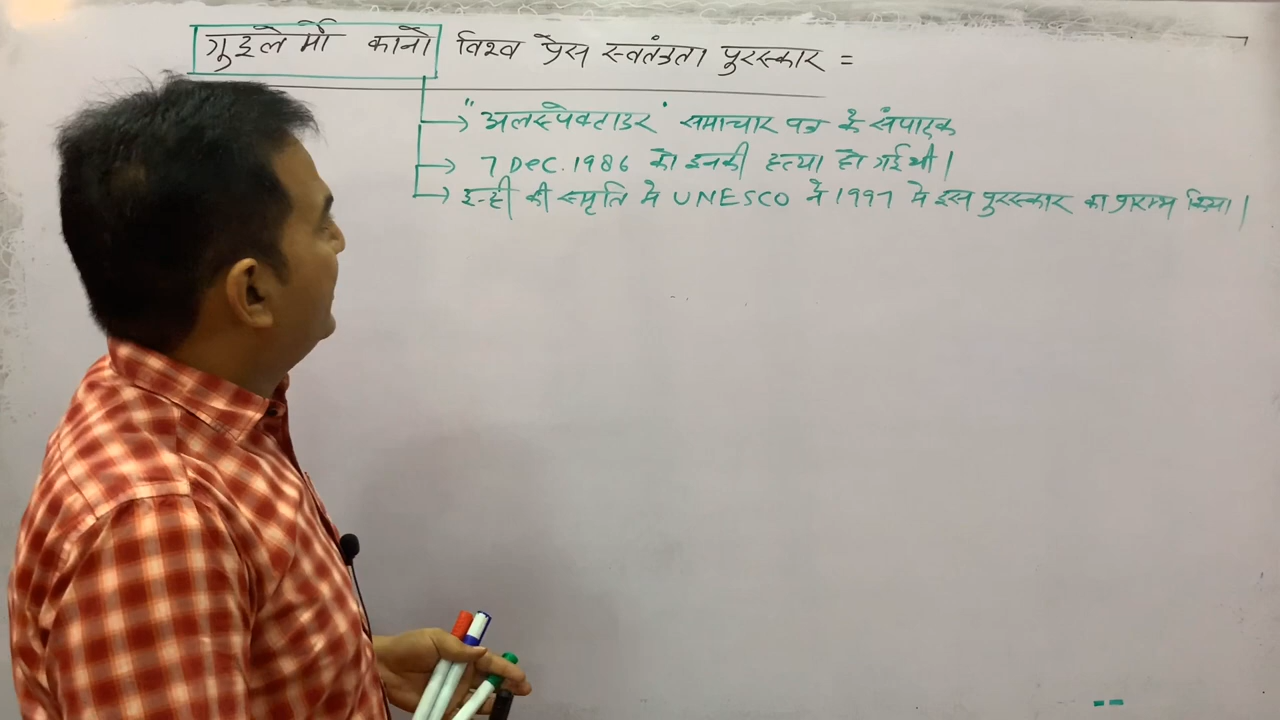 गुइलेर्मो कानो विश्व प्रेस स्वतंत्रता पुरस्कार =
→ "अलस्पेक्टाडर" समाचार पत्र के संपादक
→ 7 Dec. 1986 को इनकी हत्या हो गई थी।
→ इन्ही की स्मृति मे UNESCO ने 1997 मे इस पुरस्कार का प्रारम्भ किया।